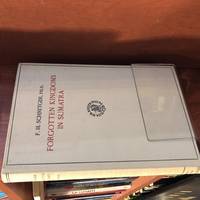 F. M. SCHNITGER, PH.D.
FORGOTTEN KINGDOMS
IN SUMATRA